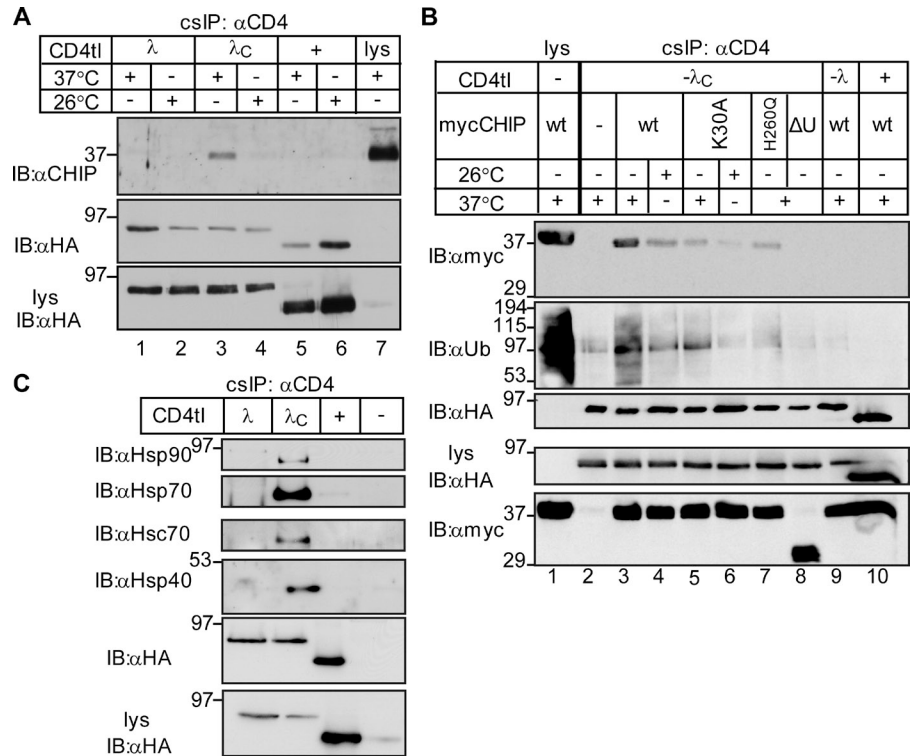 A
csIP: αCD4
CD4tl λ λC + lys
37°C + - + - + - +
26°C - + - + - + -
37
IB:αCHIP
97
IB:αHA
97
lys
IB:αHA
1 2 3 4 5 6 7
B
lys csIP: αCD4
CD4tl - -λC -λ +
mycCHIP wt - wt K30A H260Q ΔU wt wt
26°C - - - + - + - - - -
37°C + + + - + - + + +
37
IB:αmyc
29
194
115
IB:αUb
97
53
97
IB:αHA
97
lys
IB:αHA
37
IB:αmyc
29
1 2 3 4 5 6 7 8 9 10
C
csIP: αCD4
CD4tl λ λC + -
97
IB:αHsp90
IB:αHsp70
IB:αHsc70
53
IB:αHsp40
97
IB:αHA
97
lys
IB:αHA